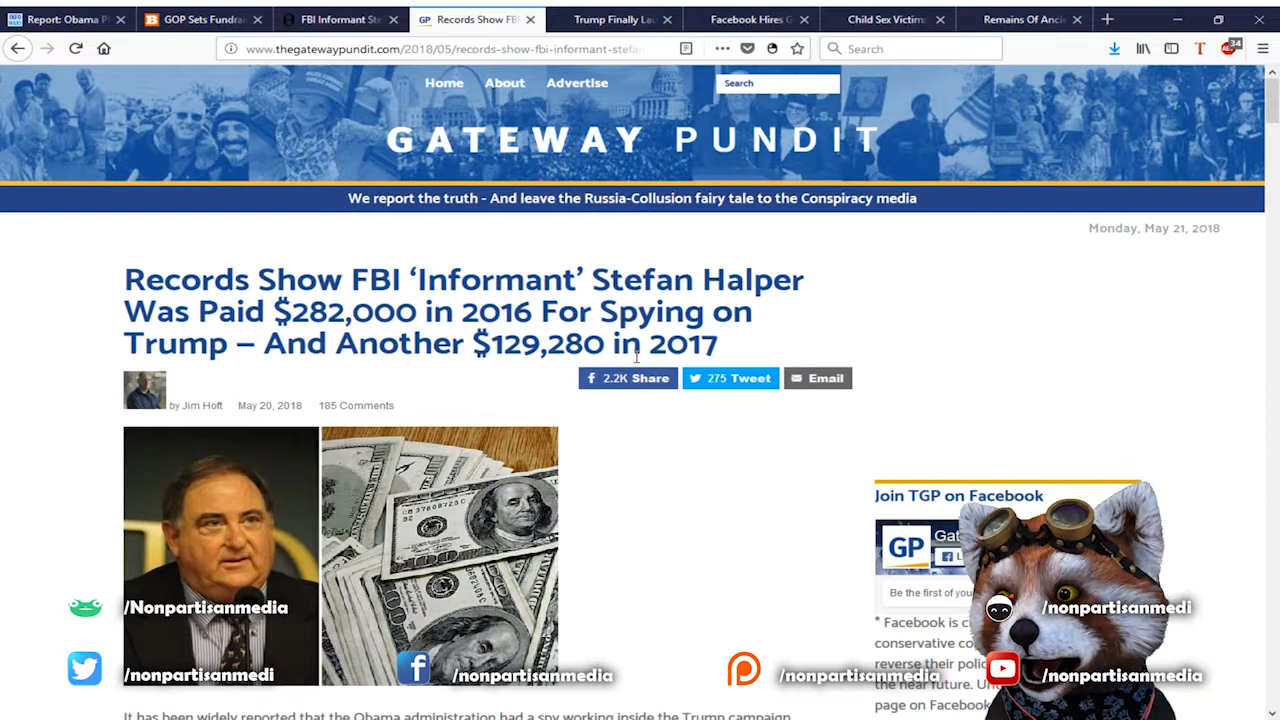 Report: Obama P
GOP Sets Fundra
FBI Informant Ste
Records Show FBI
Trump Finally La
Facebook Hires G
Child Sex Victim
Remains Of Ancie
www.thegatewaypundit.com/2018/05/records-show-fbi-informant-stefan-
Search
34
Home About Advertise
Search
GATEWAY PUNDIT
We report the truth - And leave the Russia-Collusion fairy tale to the Conspiracy media
Monday, May 21, 2018
Records Show FBI ‘Informant’ Stefan Halper
Was Paid $282,000 in 2016 For Spying on
Trump – And Another $129,280 in 2017
2.2K Share
275 Tweet
Email
by Jim Hoft May 20, 2018 185 Comments
Join TGP on Facebook
GP
Be the first of you
* Facebook is c
conservative co
reverse their poli
the near future. Un
page on Facebook
/Nonpartisanmedia
/nonpartisanmedi
/nonpartisanmedi
/nonpartisanmedia
/nonpartisanmedia
/nonpartisanmedia
It has been widely reported that the Obama administration had a spy working inside the Trump campaign